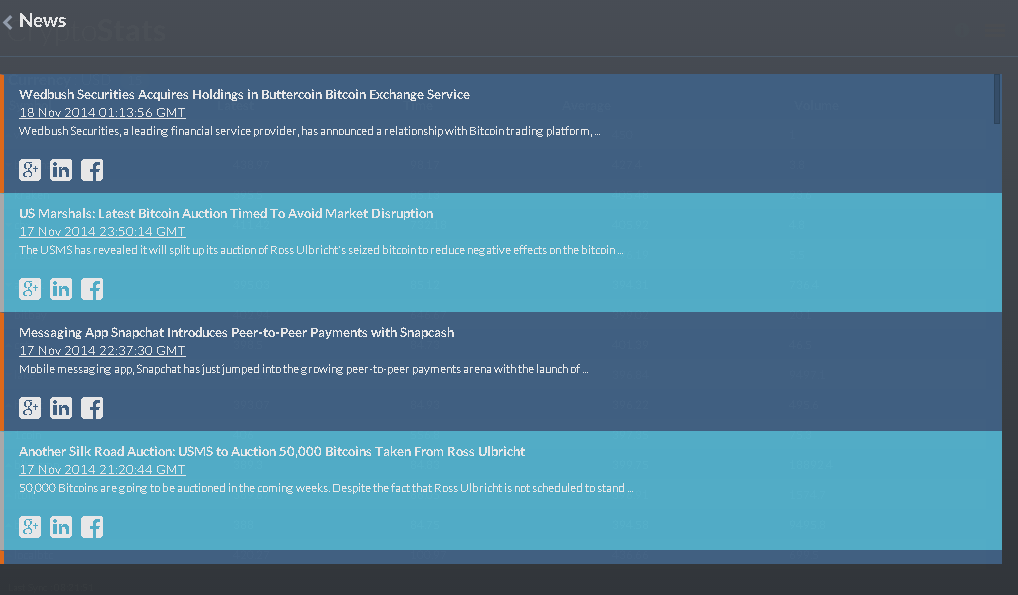 News
CryptoStats
Wedbush Securities Acquires Holdings in Buttercoin Bitcoin Exchange Service
18 Nov 2014 01:13:56 GMT
Wedbush Securities, a leading financial service provider, has announced a relationship with Bitcoin trading platform, ...
US Marshals: Latest Bitcoin Auction Timed To Avoid Market Disruption
17 Nov 2014 23:50:14 GMT
The USMS has revealed it will split up its auction of Ross Ulbricht's seized bitcoin to reduce negative effects on the bitcoin ...
Messaging App Snapchat Introduces Peer-to-Peer Payments with Snapcash
17 Nov 2014 22:37:30 GMT
Mobile messaging app, Snapchat has just jumped into the growing peer-to-peer payments arena with the launch of ...
Another Silk Road Auction: USMS to Auction 50,000 Bitcoins Taken From Ross Ulbricht
17 Nov 2014 21:20:44 GMT
50,000 Bitcoins are going to be auctioned in the coming weeks. Despite the fact that Ross Ulbricht is not scheduled to stand ...